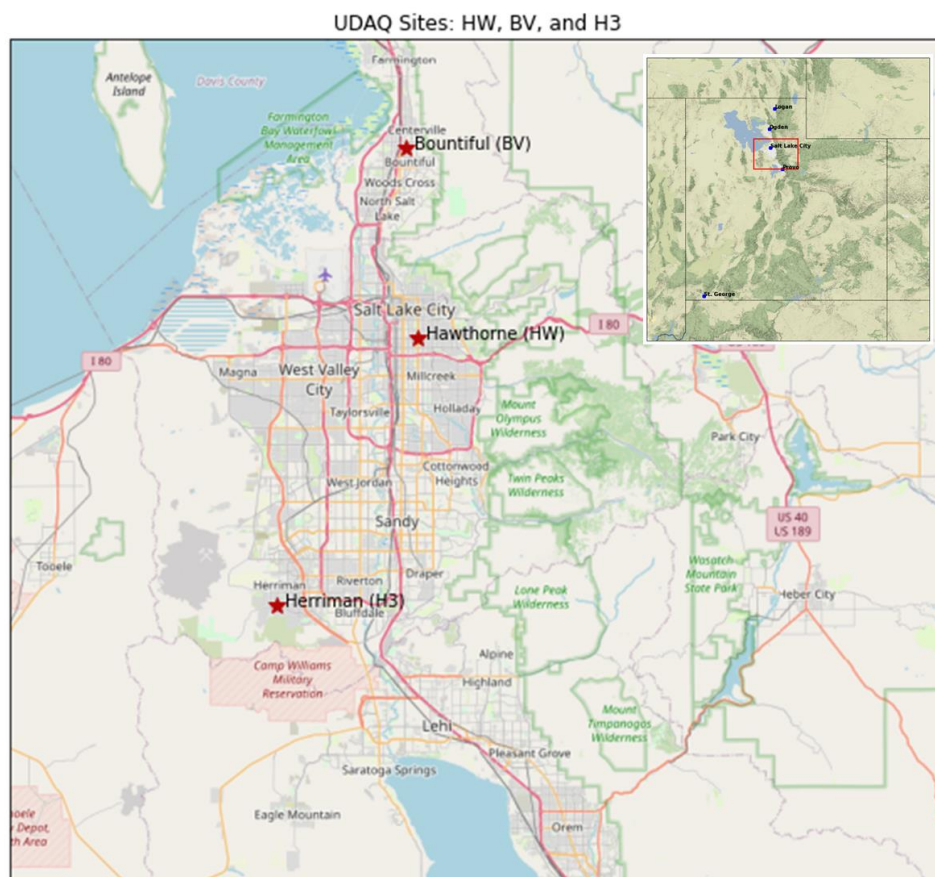 UDAQ Sites: HW, BV, and H3
Antelope
Island
Davis County
Farmington
Farmington
Bay Waterfowl
Management
Area
Centerville
Bountiful (BV)
Bountiful
Woods Cross
North Salt
Lake
Logan
Ogden
Salt Lake City
Provo
St. George
Salt Lake City
Hawthorne (HW)
I 80
I 80
Magna
West Valley
City
Millcreek
Taylorsville
Holladay
Mount
Olympus
Wilderness
Park City
Cottonwood
Heights
West Jordan
Twin Peaks
Wilderness
Sandy
US 40
US 189
Tooele
Herriman
Riverton
Draper
Herriman (H3)
Bluffdale
Lone Peak
Wilderness
Wasatch
Mountain
State Park
Heber City
Camp Williams
Military
Reservation
Alpine
Highland
Mount
Timpanogos
Wilderness
Lehi
Pleasant Grove
Saratoga Springs
Eagle Mountain
Orem
ooele
Depot,
th Area